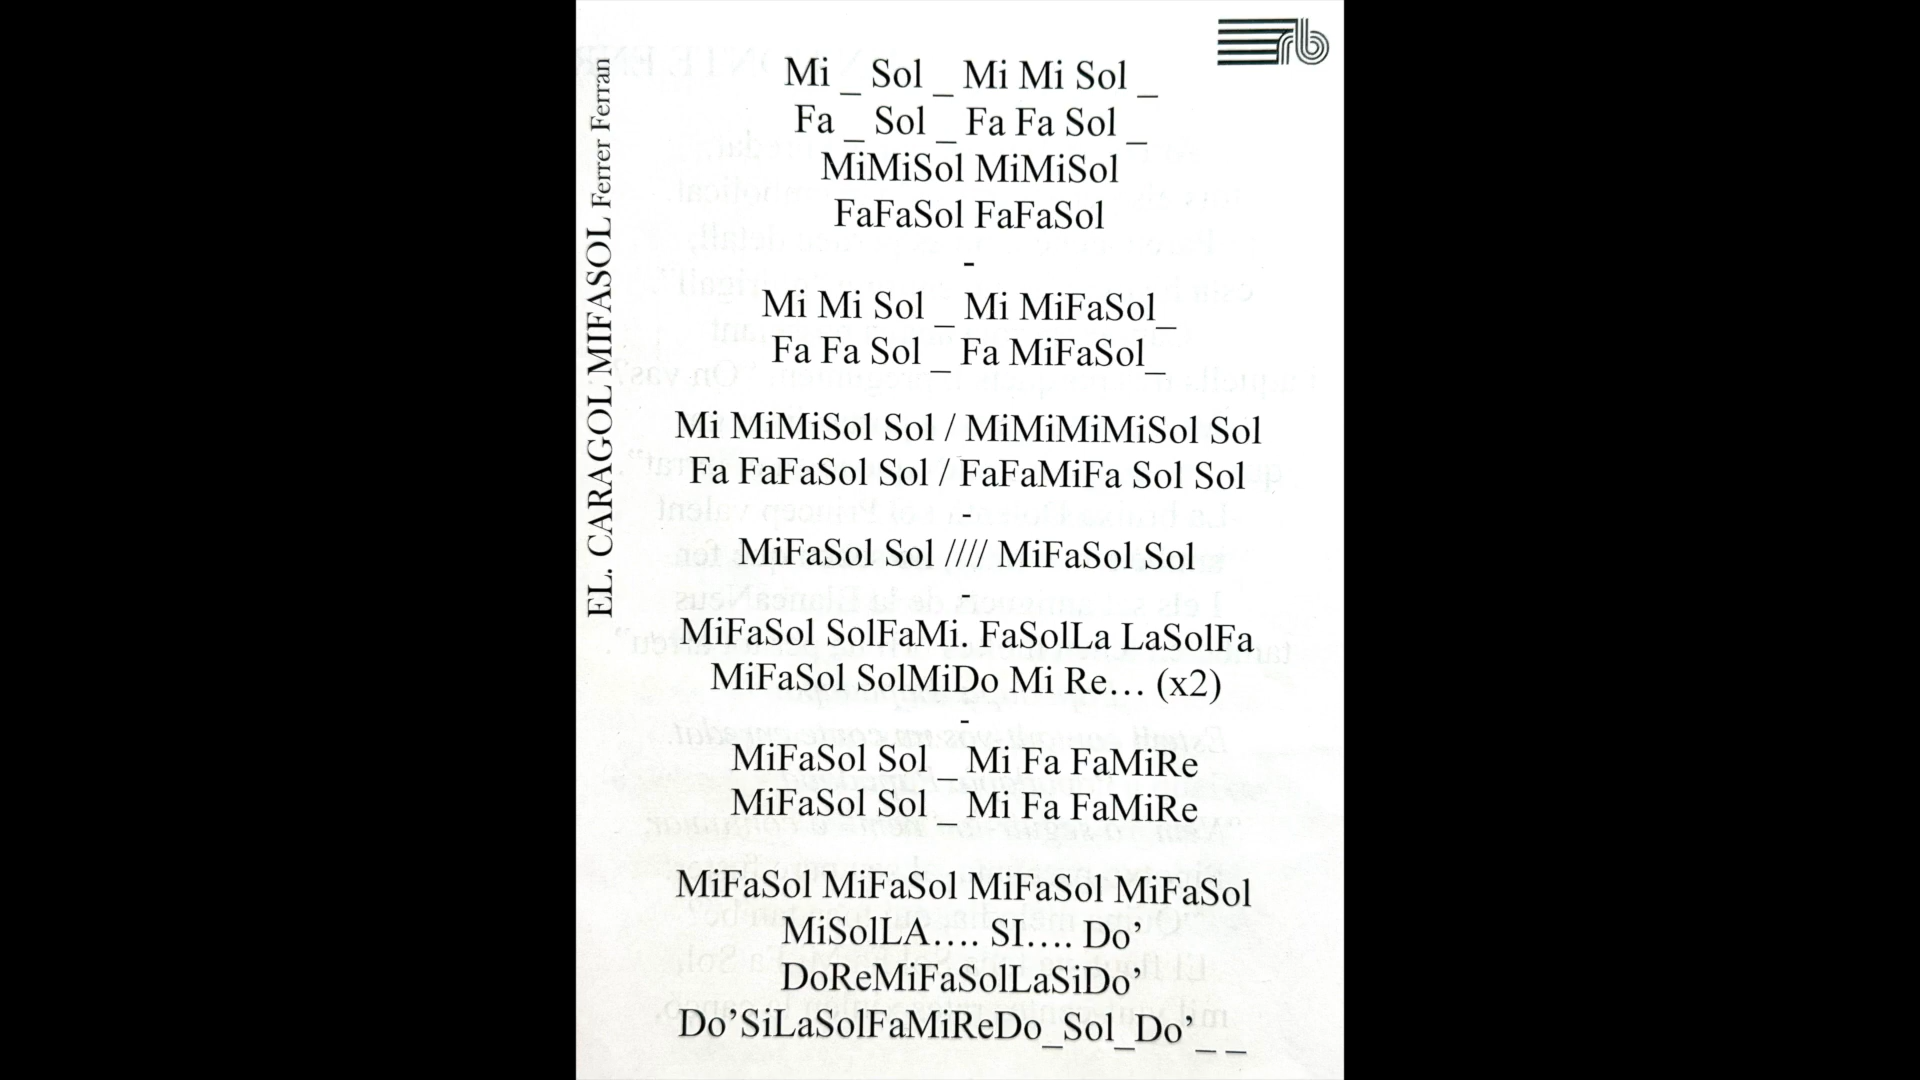 EL. CARAGOL MIFASOL Ferrer Ferran
Mi _ Sol _ Mi Mi Sol _
Fa _ Sol _ Fa Fa Sol _
MiMiSol MiMiSol
FaFaSol FaFaSol
-
Mi Mi Sol _ Mi MiFaSol_
Fa Fa Sol _ Fa MiFaSol_
Mi MiMiSol Sol / MiMiMiMiSol Sol
Fa FaFaSol Sol / FaFaMiFa Sol Sol
-
MiFaSol Sol //// MiFaSol Sol
-
MiFaSol SolFaMi. FaSolLa LaSolFa
MiFaSol SolMiDo Mi Re… (x2)
-
MiFaSol Sol _ Mi Fa FaMiRe
MiFaSol Sol _ Mi Fa FaMiRe
MiFaSol MiFaSol MiFaSol MiFaSol
MiSolLA…. SI…. Do’
DoReMiFaSolLaSiDo’
Do’SiLaSolFaMiReDo_Sol_Do’_ _